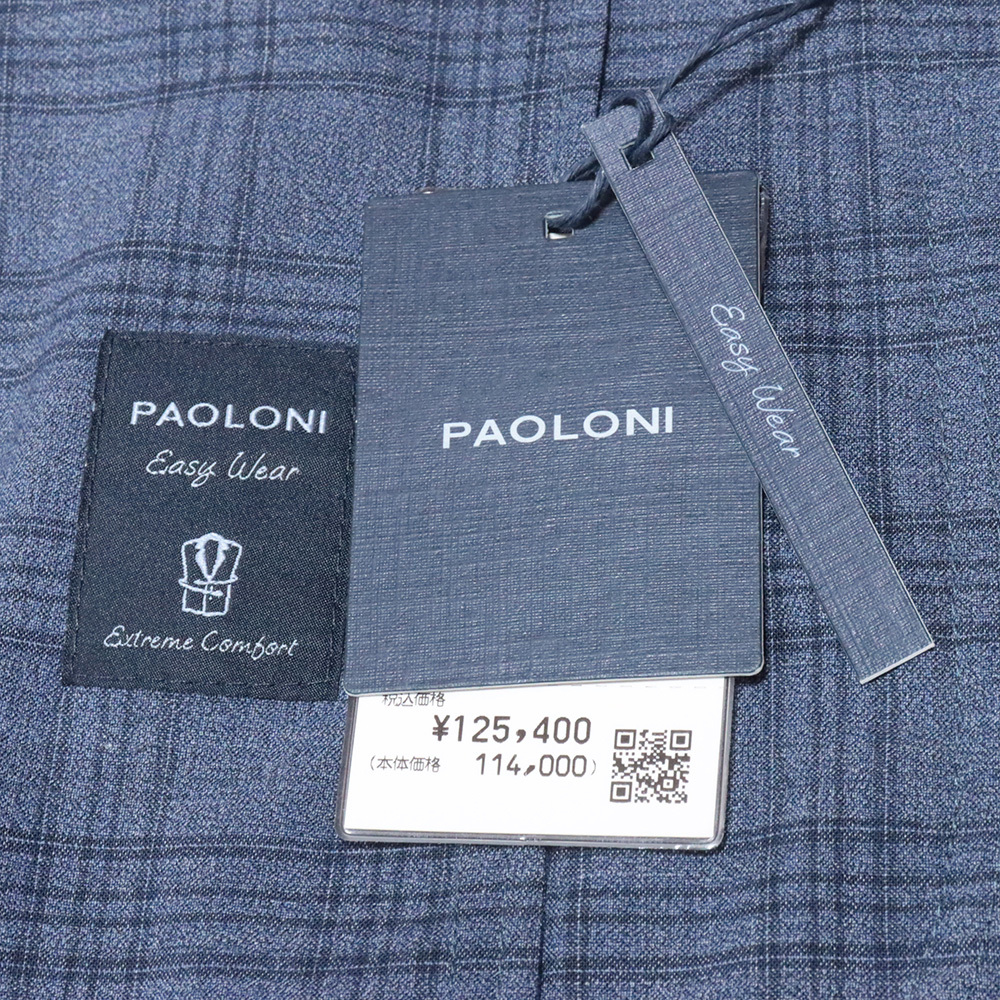 PAOLONI
Easy Wear
Extreme Comfort
PAOLONI
Easy Wear
税込価格
¥125,400
(本体価格 114,000)